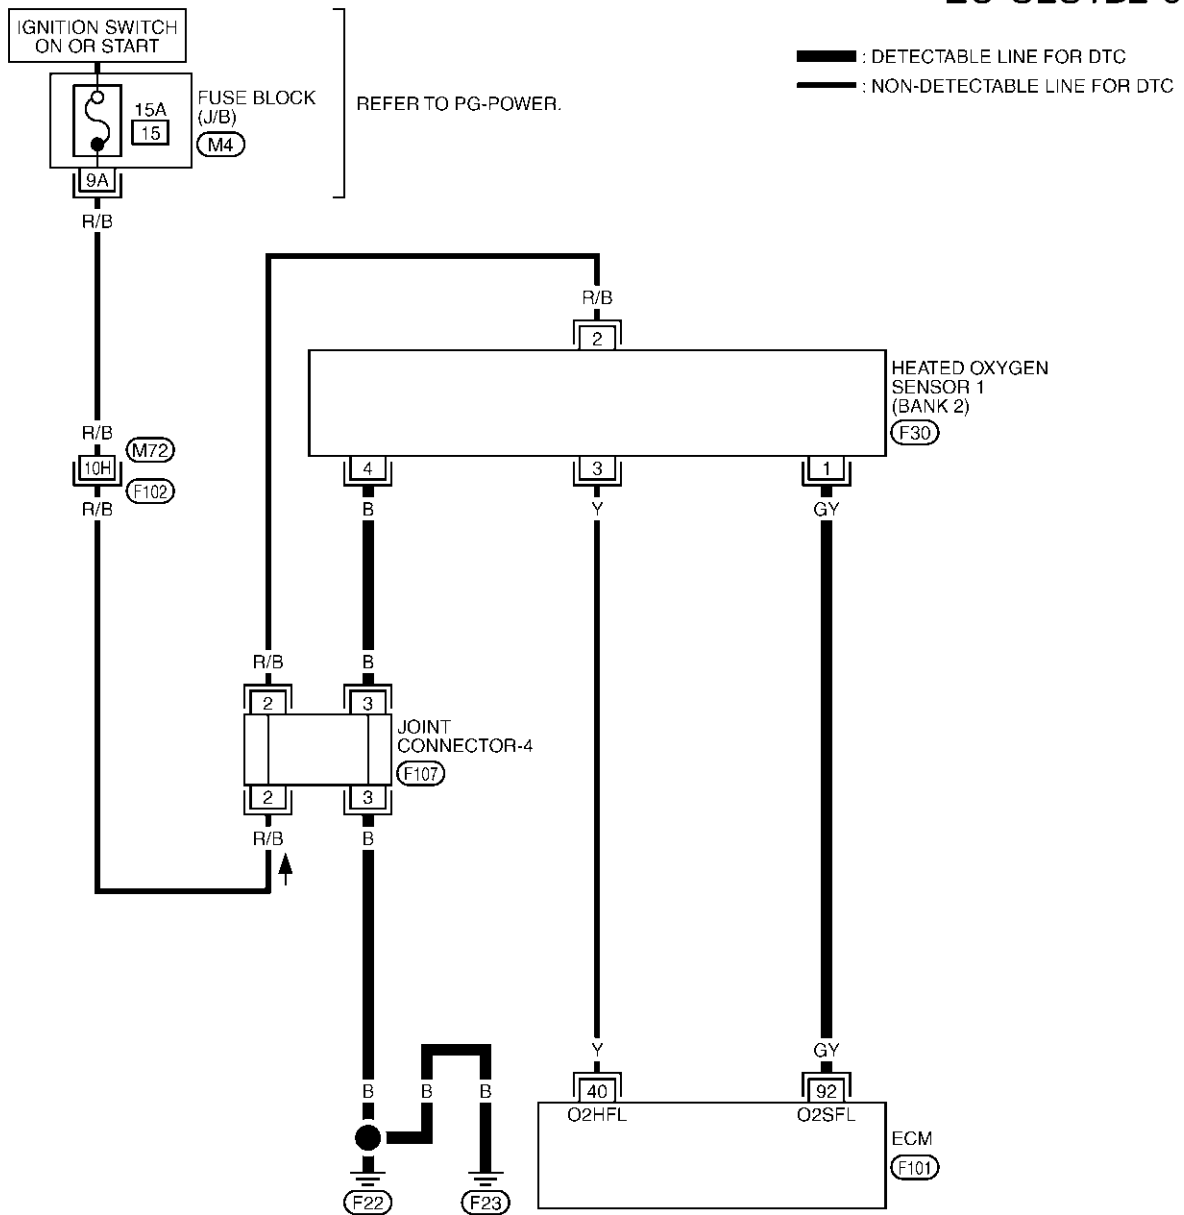 IGNITION SWITCH
ON OR START
: DETECTABLE LINE FOR DTC
: NON-DETECTABLE LINE FOR DTC
FUSE BLOCK
(J/B)
M4
15A
15
REFER TO PG-POWER.
9A
R/B
R/B
2
HEATED OXYGEN
SENSOR 1
(BANK 2)
F30
R/B
M72
10H
F102
R/B
4
3
1
B
Y
GY
R/B
B
2
3
JOINT
CONNECTOR-4
F107
2
3
R/B
B
Y
GY
B
B
B
40
92
O2HFL
O2SFL
ECM
F101
F22
F23